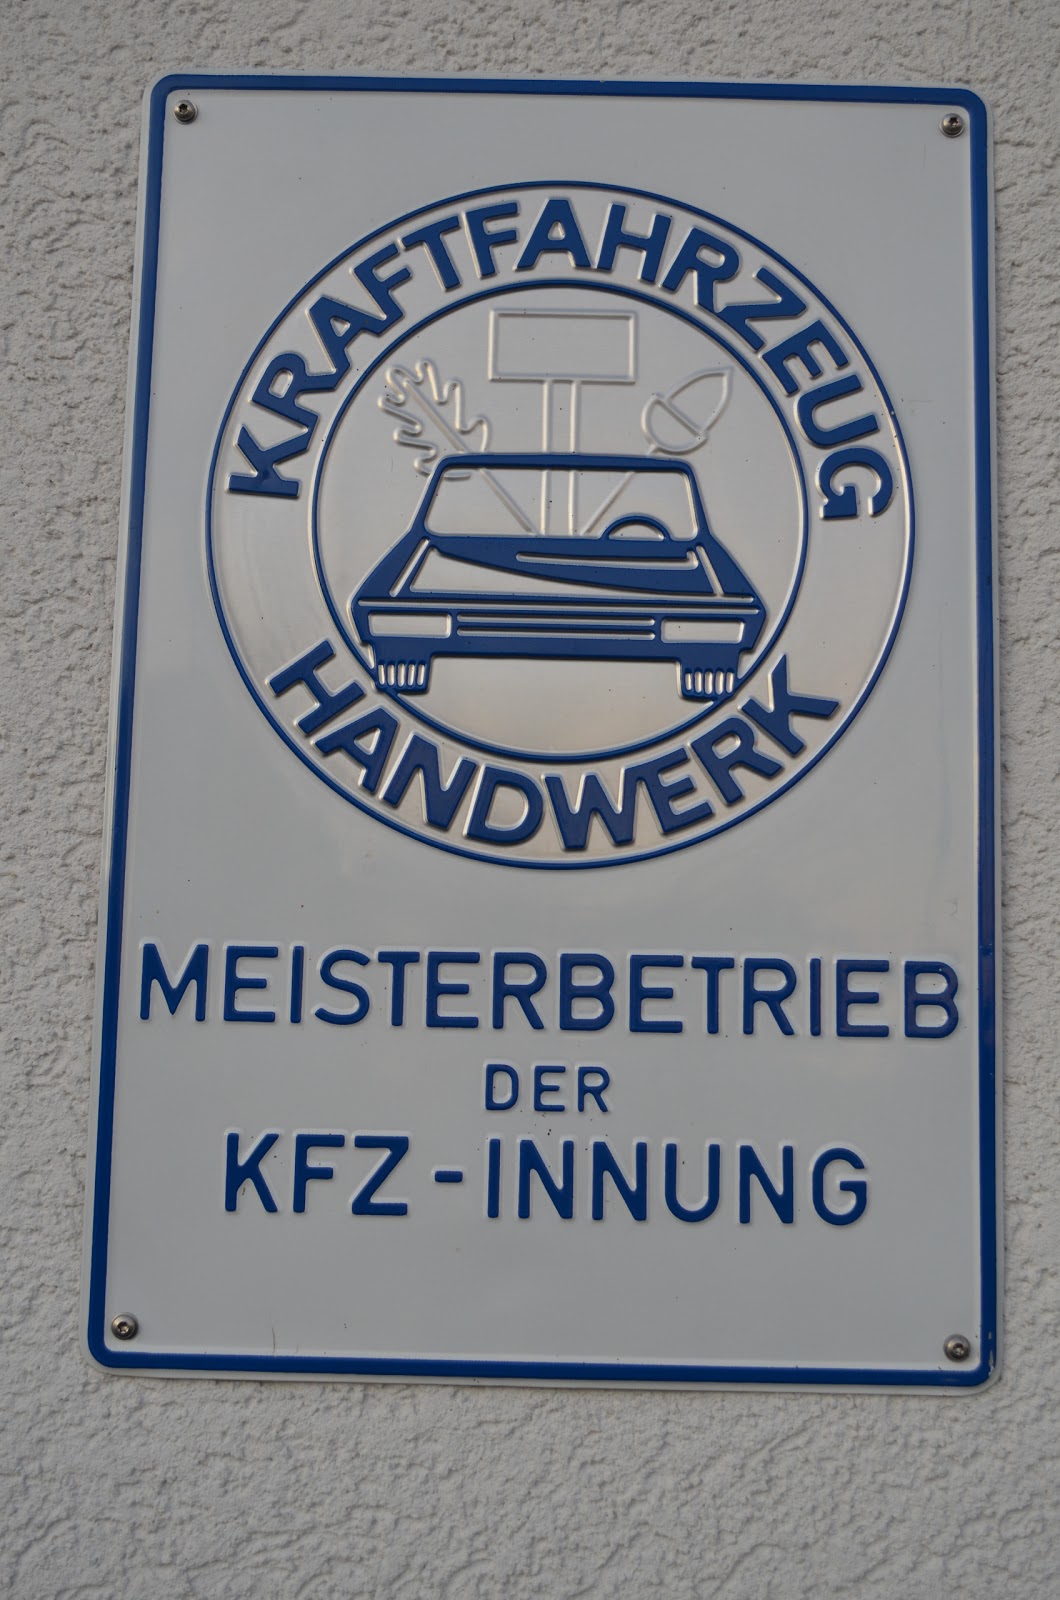 KRAFTFAHRZEUG
HANDWERK
MEISTERBETRIEB
DER
KFZ-INNUNG